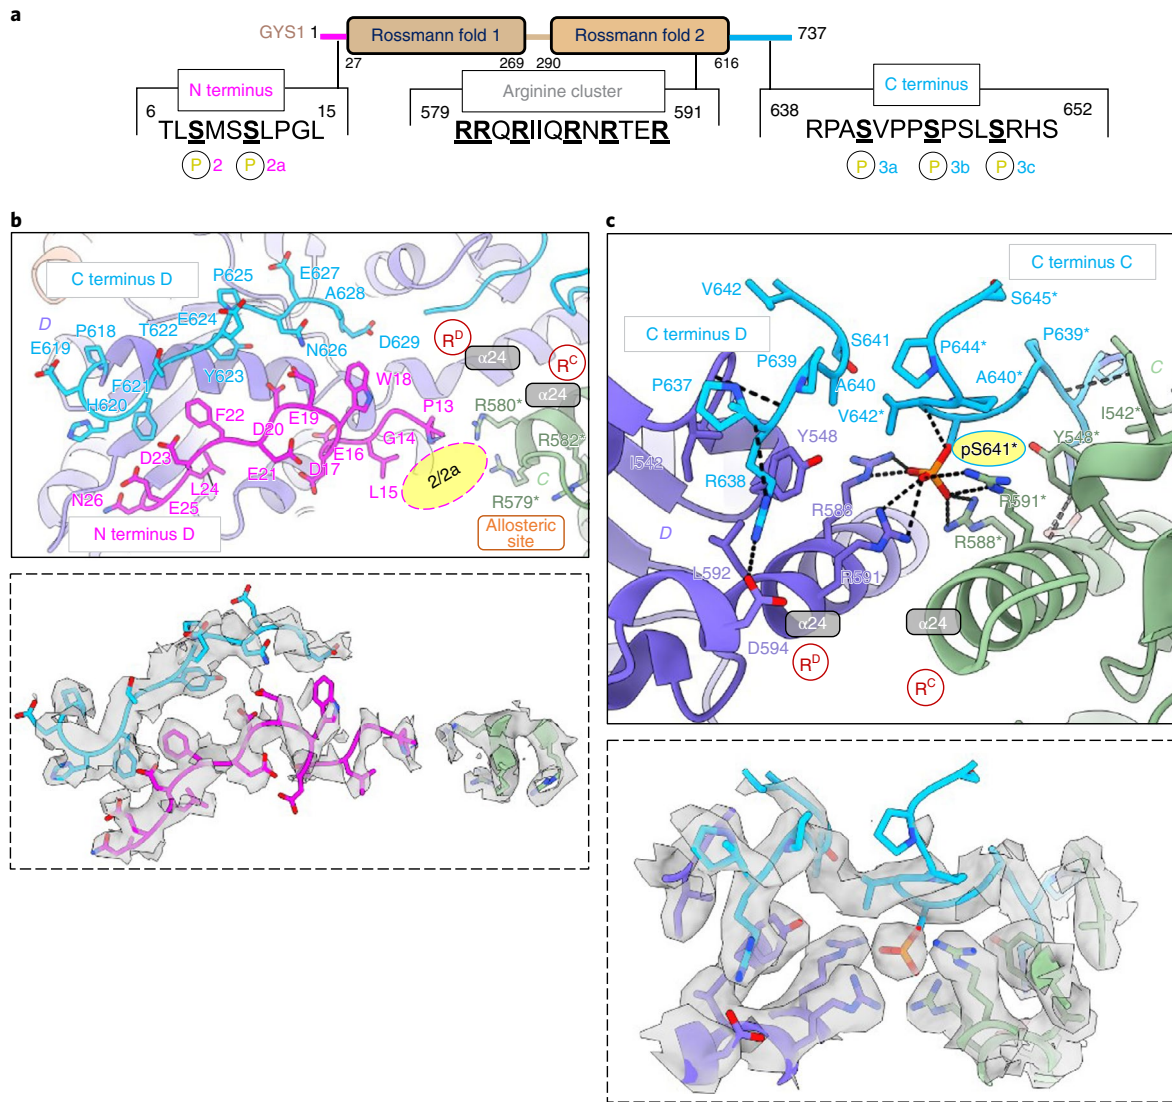 a
GYS1 1 Rossmann fold 1 Rossmann fold 2 737
27 269 290 616
N terminus Arginine cluster C terminus
6 15 579 591 638 652
TLSMSSLPGL RRQRIIQRNRTER RPASVPPSPSLSRHS
P 2 P 2a P 3a P 3b P 3c
b
C terminus D
D
P625
E627
A628
P618
T622
E624
E619
N626
D629
F621
Y623
H620
W18
R^D
α24
R^C
α24
E19
P13
R580*
F22
D20
G14
R582*
D23
E21
E16
D17
L15
2/2a
C
N26
L24
E25
R579*
N terminus D
Allosteric site
c
C terminus C
V642
S645*
C terminus D
S641
P639
P644*
P639*
P637
A640
A640*
C
V642*
I542*
Y548
pS641*
Y548*
I542
R638
R588
R591*
D
R588*
L592
R591
α24
α24
D594
R^D
R^C